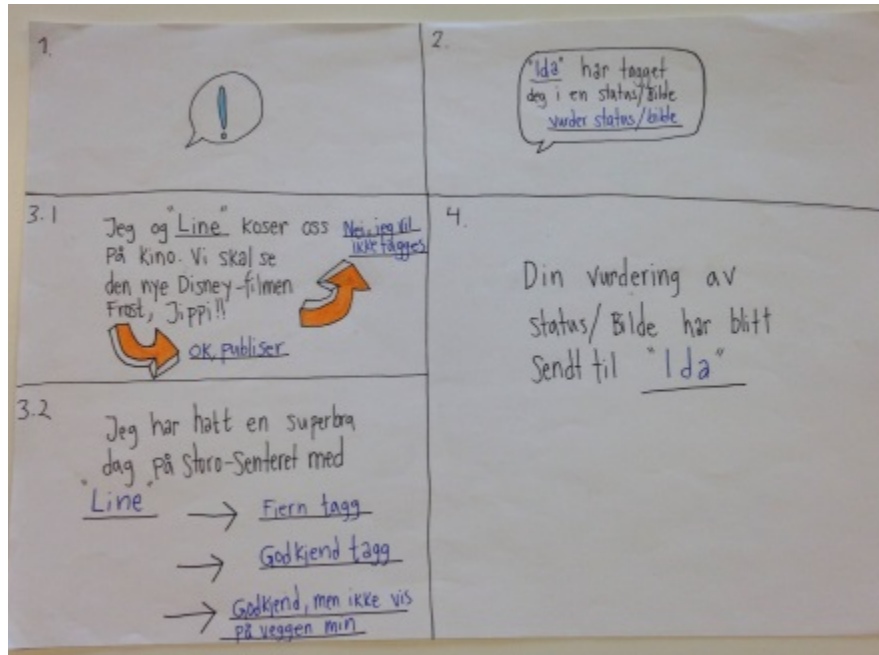 1.
!
2.
"Ida" har tagget
deg i en status/Bilde
vurder status/bilde
3.1
Jeg og "Line" koser oss
På kino. Vi skal se
den nye Disney-filmen
Frost, Jippi!!
Nei, jeg vil
ikke tagges
OK, publiser
3.2
Jeg har hatt en superbra
dag på Storo-Senteret med
"Line"
→ Fjern tagg
→ Godkjend tagg
→ Godkjend, men ikke vis
på veggen min
4.
Din vurdering av
status/Bilde har blitt
Sendt til "Ida"